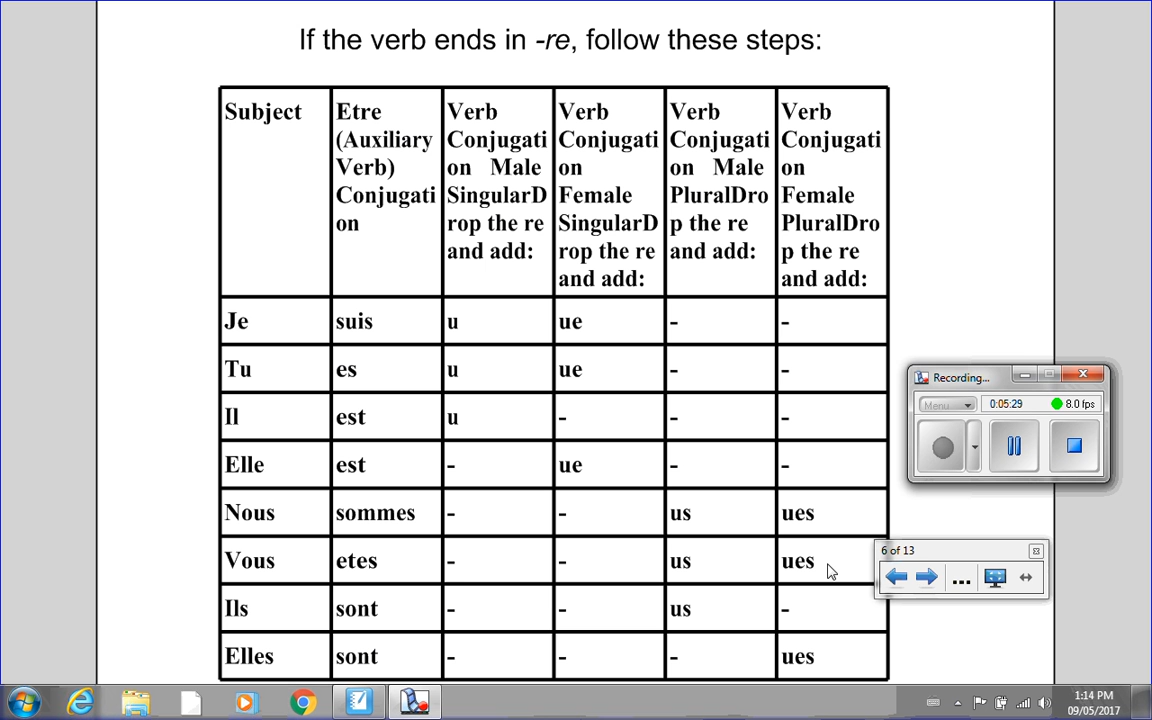 If the verb ends in -re, follow these steps:
Subject
Etre
(Auxiliary
Verb)
Conjugati
on
Verb
Conjugati
on Male
SingularD
rop the re
and add:
Verb
Conjugati
on
Female
SingularD
rop the re
and add:
Verb
Conjugati
on Male
PluralDro
p the re
and add:
Verb
Conjugati
on
Female
PluralDro
p the re
and add:
Je suis u ue - -
Tu es u ue - -
Il est u - - -
Elle est - ue - -
Nous sommes - - us ues
Vous etes - - us ues
Ils sont - - us -
Elles sont - - - ues
Recording...
Menu 0:05:29 8.0 fps
6 of 13
...
1:14 PM
09/05/2017